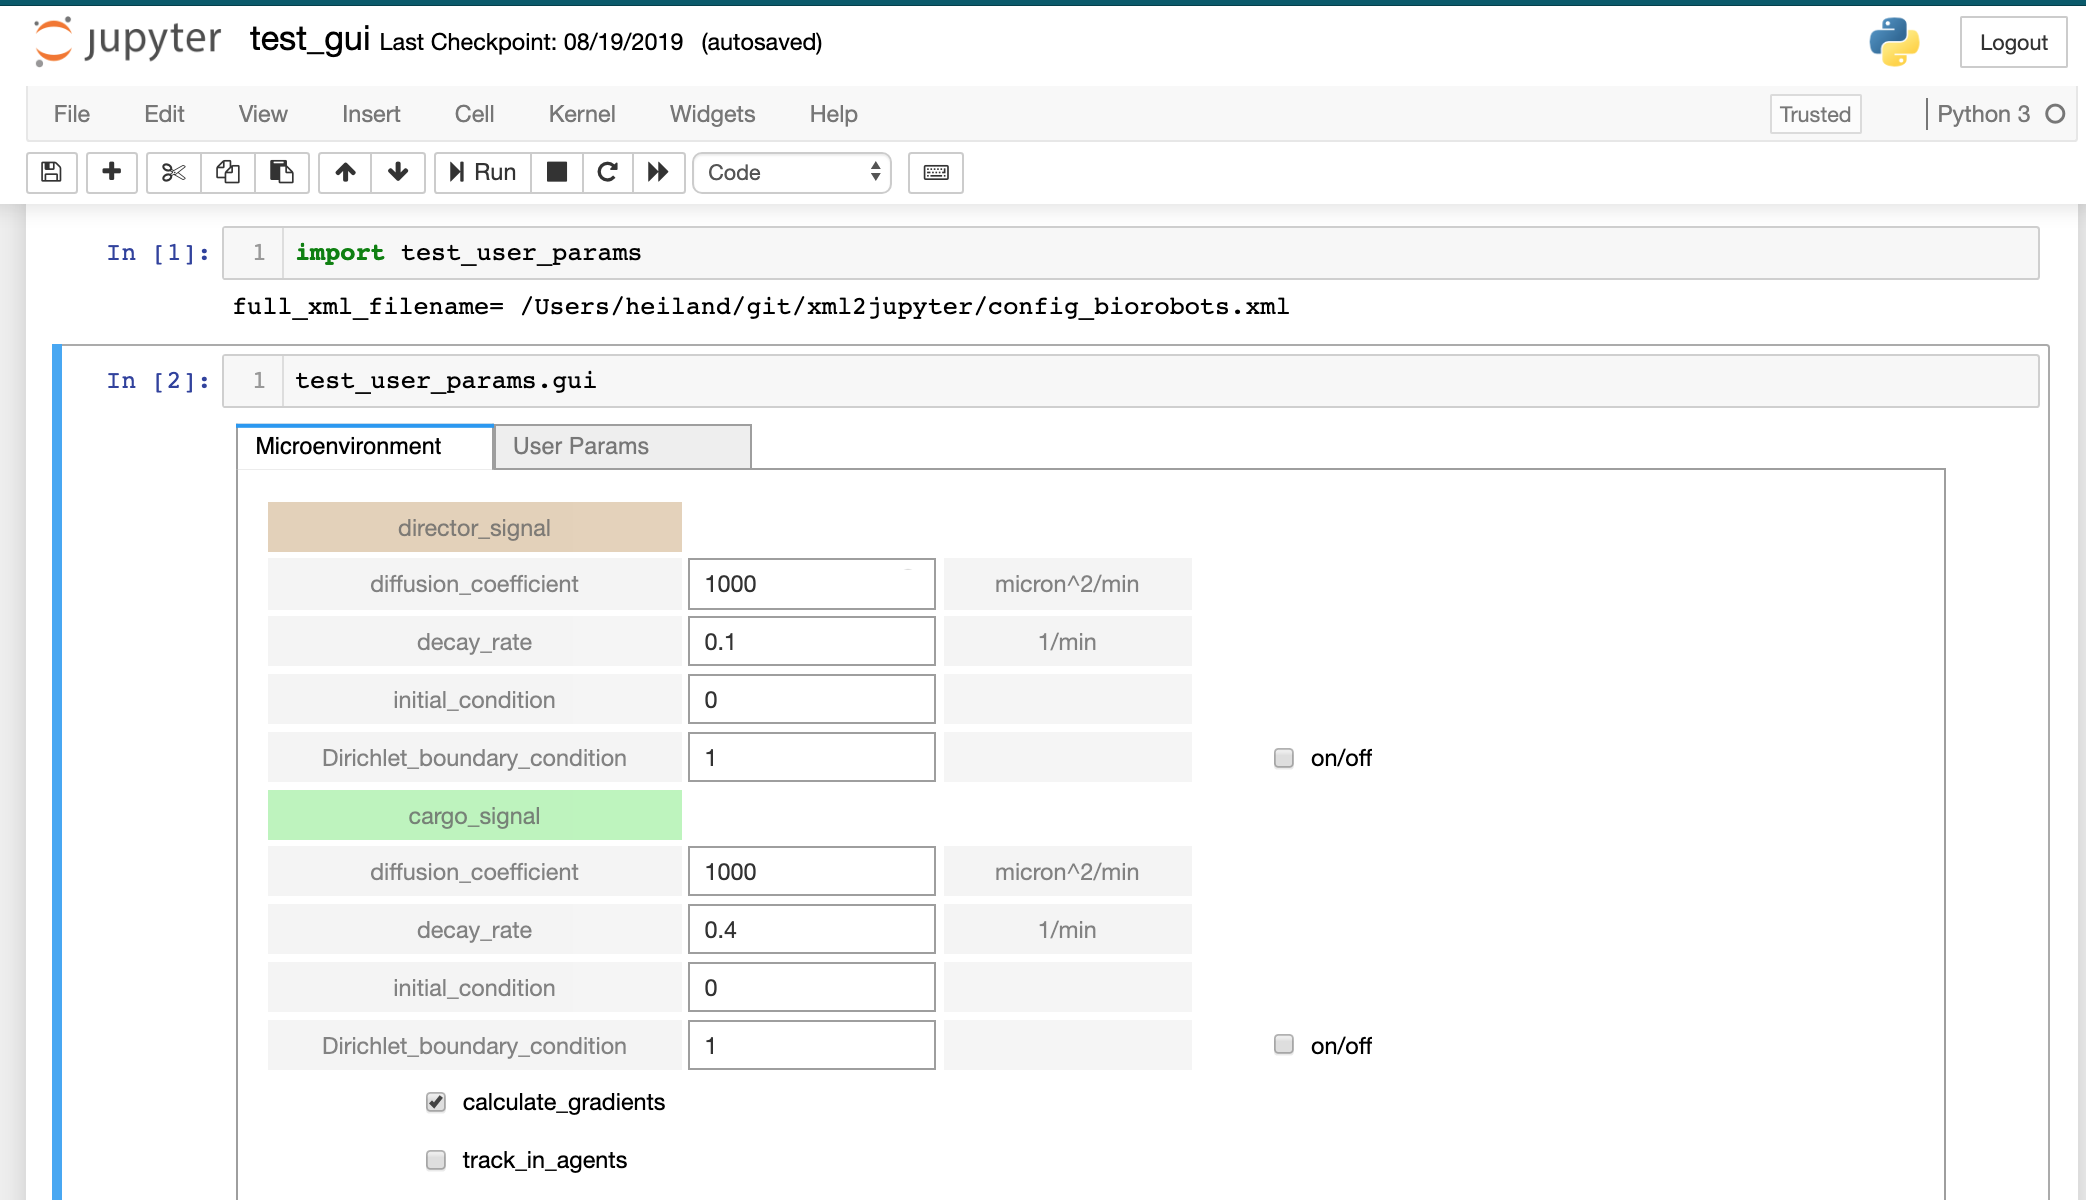 jupyter test_gui Last Checkpoint: 08/19/2019 (autosaved) Logout
File Edit View Insert Cell Kernel Widgets Help Trusted Python 3
Run Code
In [1]: 1 import test_user_params
full_xml_filename= /Users/heiland/git/xml2jupyter/config_biorobots.xml
In [2]: 1 test_user_params.gui
Microenvironment User Params
director_signal
diffusion_coefficient 1000 micron^2/min
decay_rate 0.1 1/min
initial_condition 0
Dirichlet_boundary_condition 1 on/off
cargo_signal
diffusion_coefficient 1000 micron^2/min
decay_rate 0.4 1/min
initial_condition 0
Dirichlet_boundary_condition 1 on/off
calculate_gradients
track_in_agents